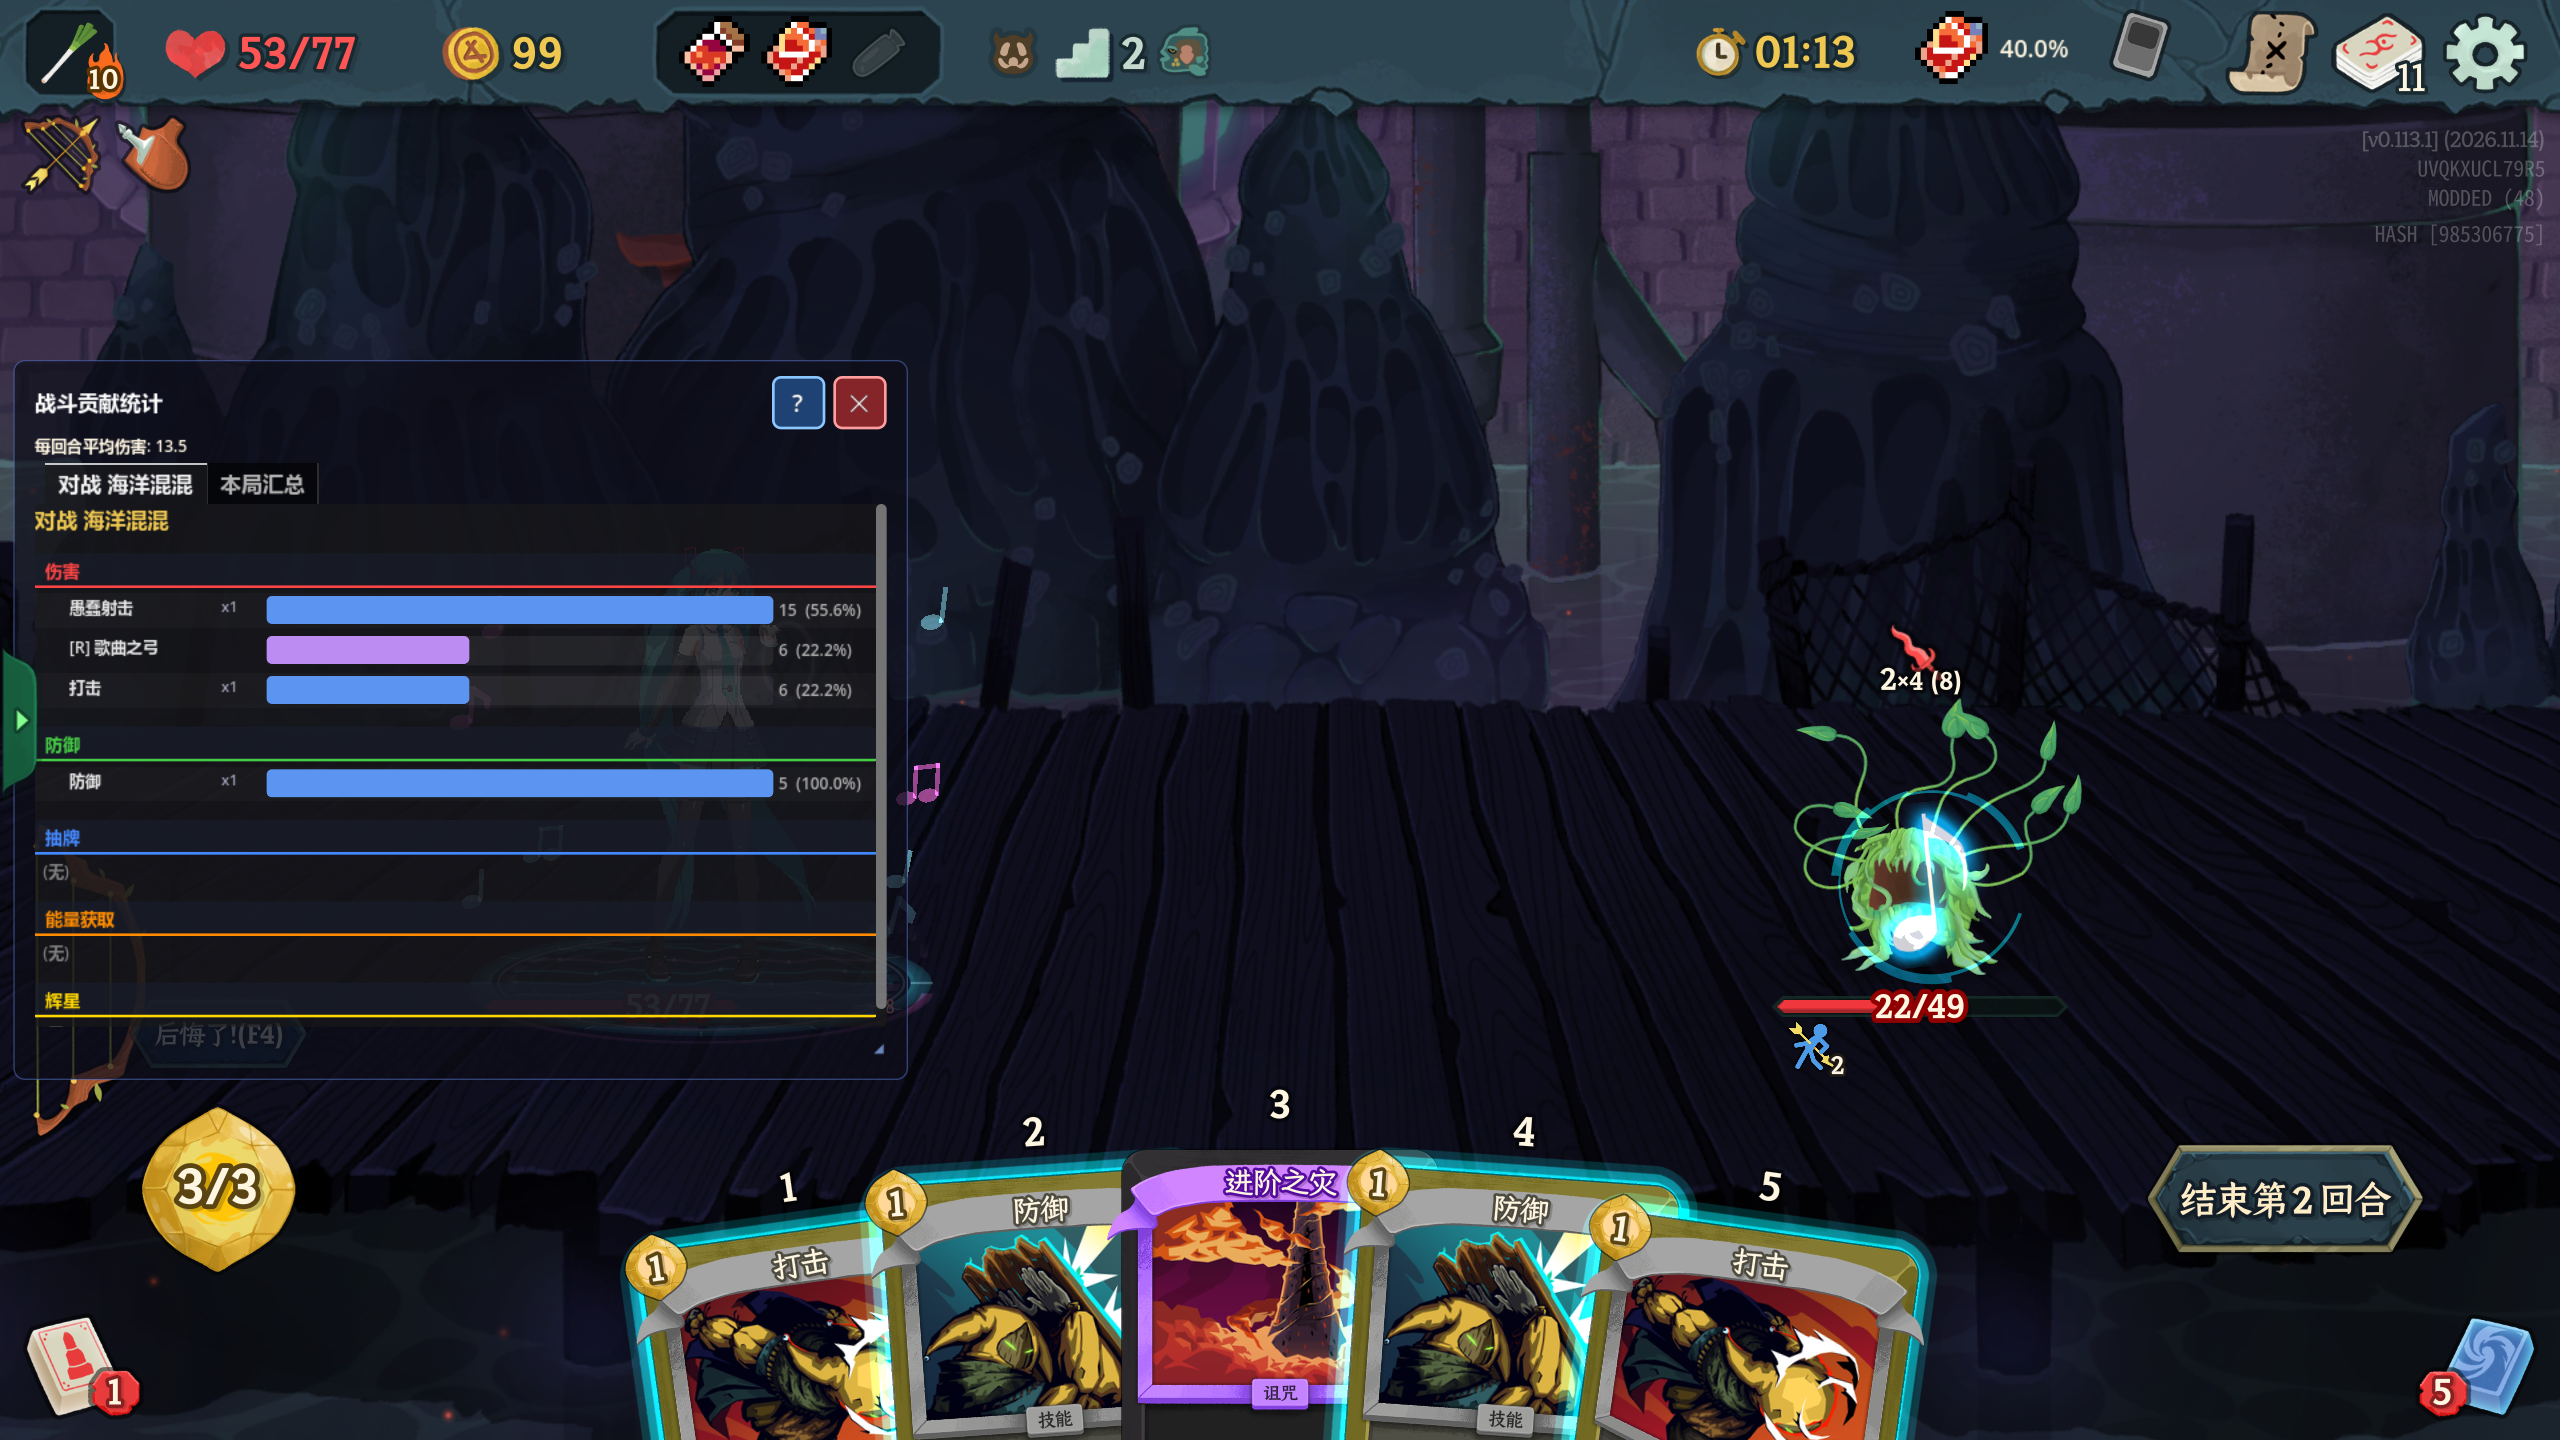 10
53/77
99
2
01:13
40.0%
11
[v0.113.1] (2026.11.14)
UVQKXUCL79R5
MODDED (48)
HASH [985306775]
战斗贡献统计
?
每回合平均伤害: 13.5
对战 海洋混混
本局汇总
对战 海洋混混
伤害
愚蠢射击 x1 15 (55.6%)
[R] 歌曲之弓 6 (22.2%)
打击 x1 6 (22.2%)
防御
防御 x1 5 (100.0%)
抽牌
(无)
能量获取
(无)
辉星
53/77
8
后悔了!(F4)
2×4 (8)
22/49
2
3/3
1
2
3
4
5
1
打击
1
防御
技能
进阶之灾
诅咒
1
防御
技能
1
打击
结束第2回合
1
5